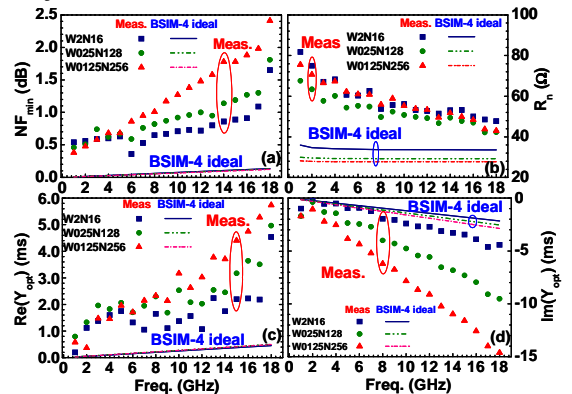 Meas. BSIM-4 ideal
W2N16
W025N128
W0125N256
Meas.
BSIM-4 ideal
(a)
NF_min (dB)
2.5
2.0
1.5
1.0
0.5
0.0
0 2 4 6 8 10 12 14 16 18
Meas BSIM-4 ideal
W2N16
W025N128
W0125N256
Meas
BSIM-4 ideal
(b)
R_n (Ω)
100
80
60
40
20
0 2 4 6 8 10 12 14 16 18
Meas BSIM-4 ideal
W2N16
W025N128
W0125N256
Meas.
BSIM-4 ideal
(c)
Re(Y_opt) (ms)
6.0
5.0
4.0
3.0
2.0
1.0
0.0
0 2 4 6 8 10 12 14 16 18
Freq. (GHz)
BSIM-4 ideal
Meas.
Meas BSIM-4 ideal
W2N16
W025N128
W0125N256
(d)
Im(Y_opt) (ms)
0
-5
-10
-15
0 2 4 6 8 10 12 14 16 18
Freq. (GHz)